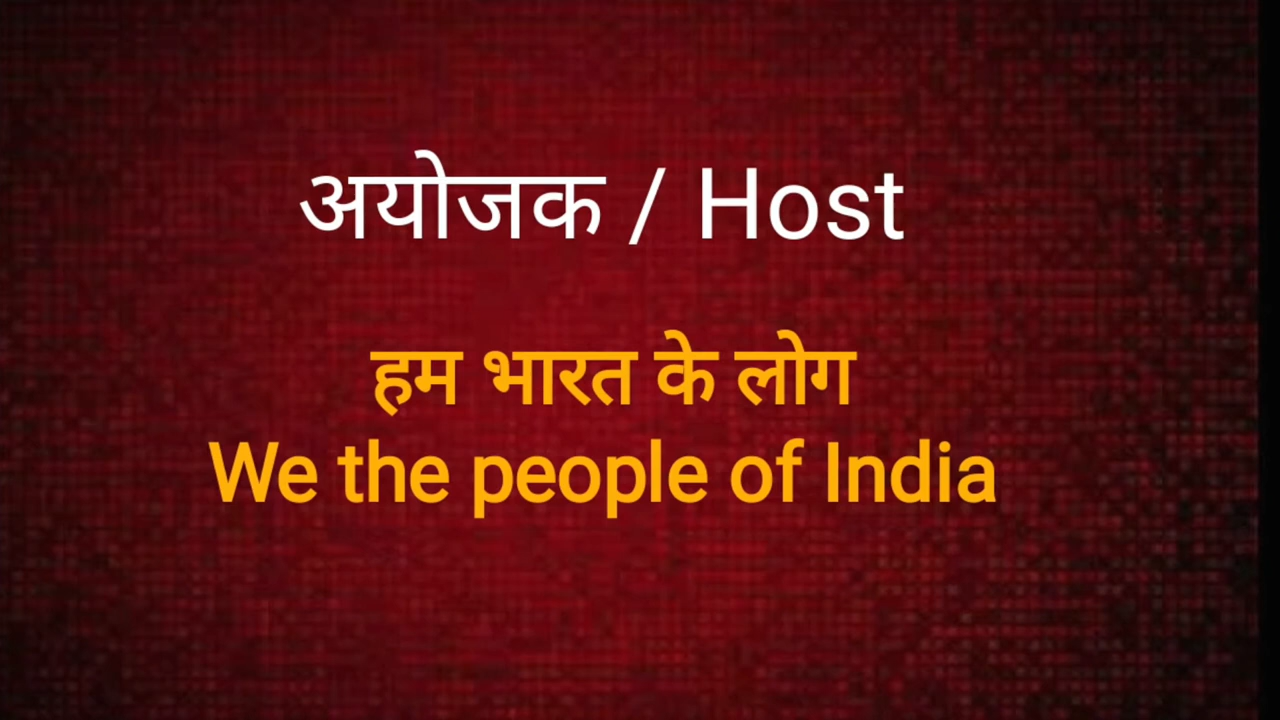 अयोजक / Host
हम भारत के लोग
We the people of India